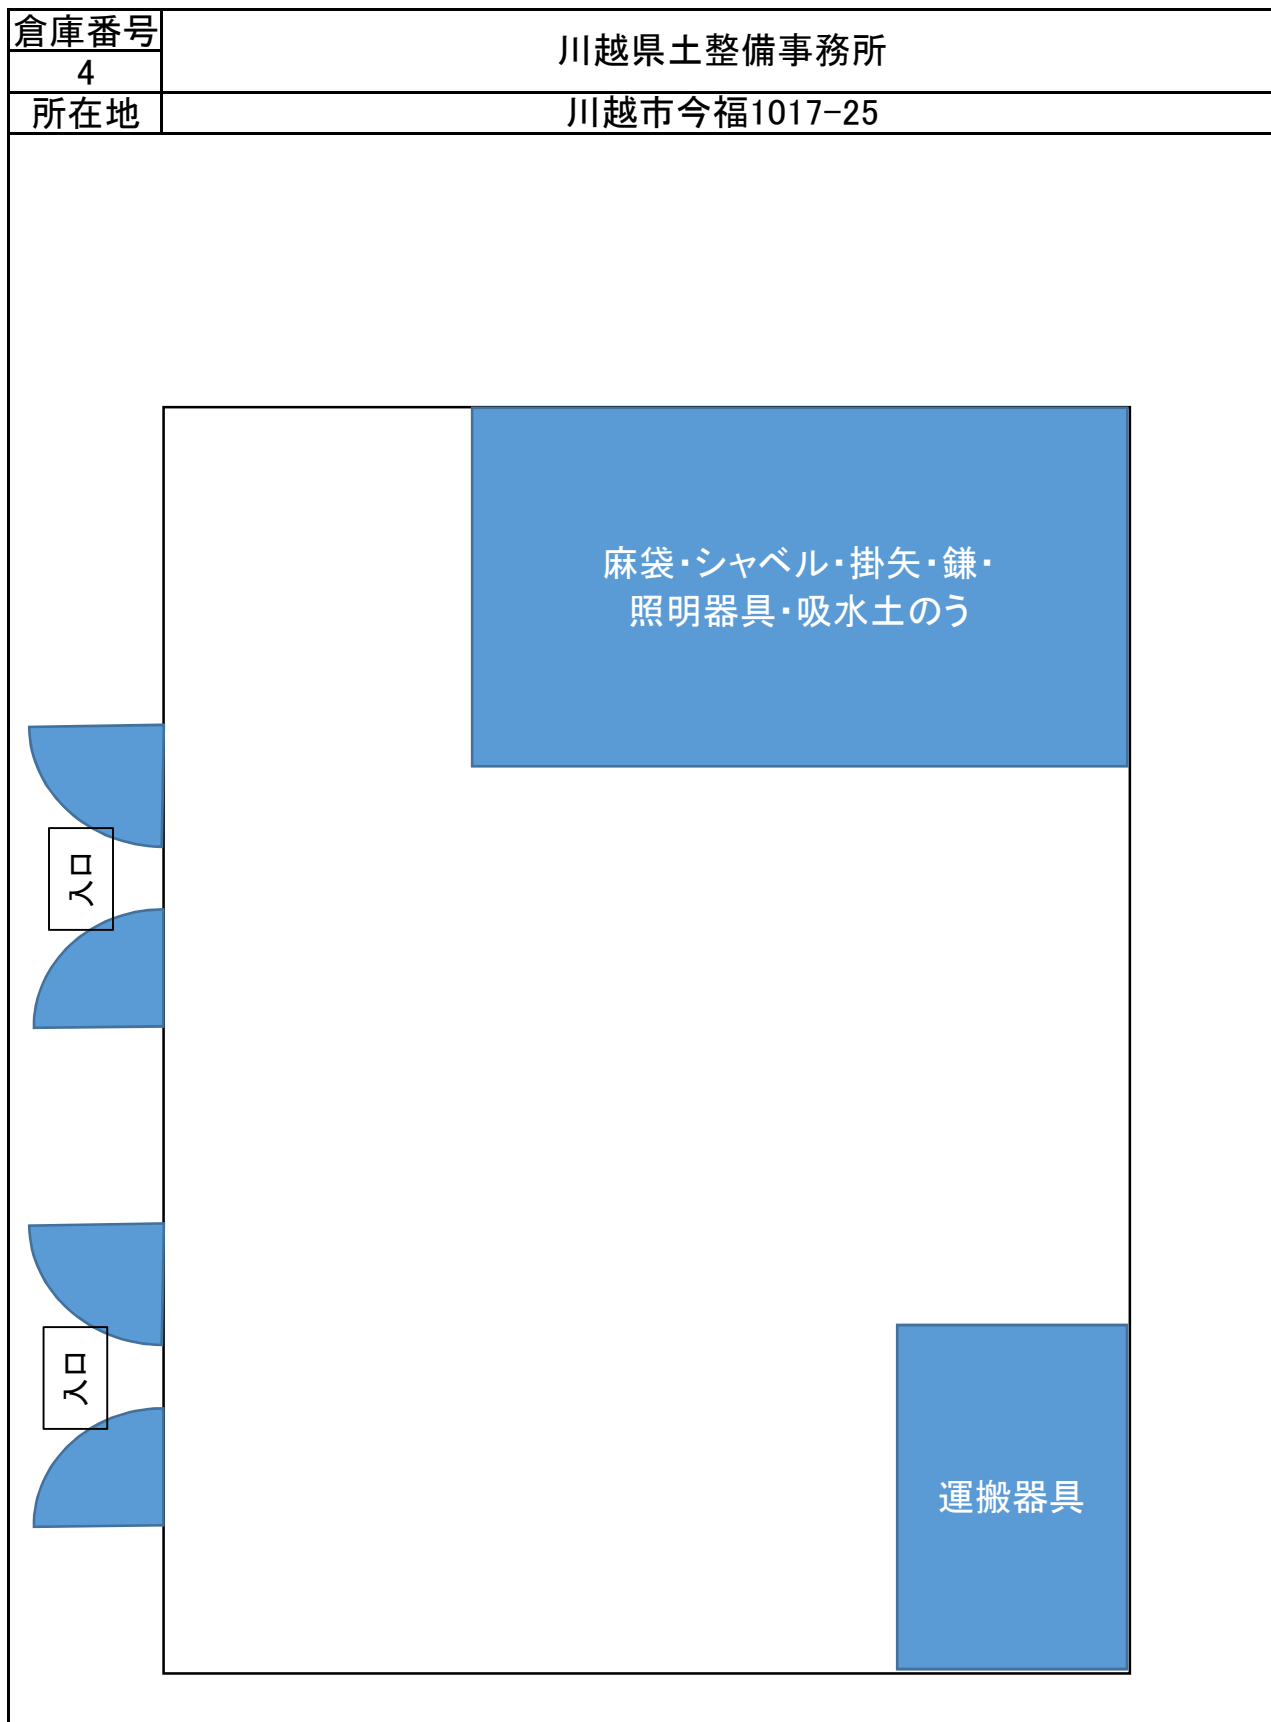 倉庫番号
4
川越県土整備事務所
所在地
川越市今福1017-25
麻袋・シャベル・掛矢・鎌・
照明器具・吸水土のう
入口
入口
運搬器具